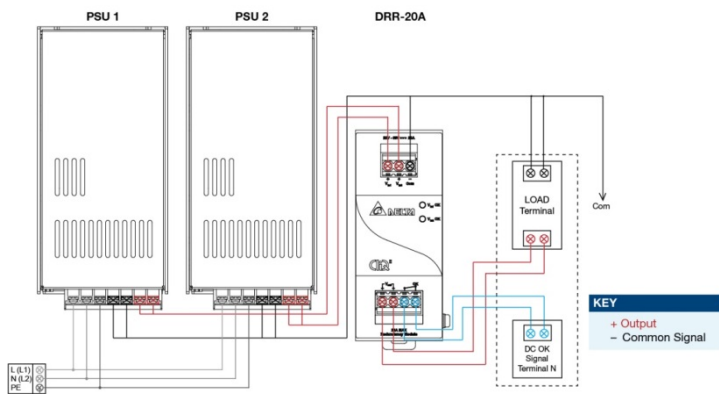 PSU 1
PSU 2
DRR-20A
DELTA
LOAD
Terminal
Com
KEY
+ Output
– Common Signal
DC OK
Signal
Terminal N
L (L1)
N (L2)
PE